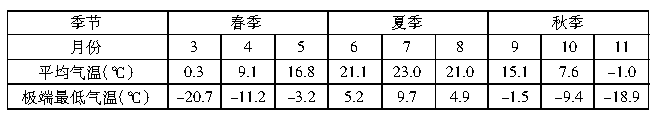 季节 春季 夏季 秋季
月份 3 4 5 6 7 8 9 10 11
平均气温(℃) 0.3 9.1 16.8 21.1 23.0 21.0 15.1 7.6 -1.0
极端最低气温(℃) -20.7 -11.2 -3.2 5.2 9.7 4.9 -1.5 -9.4 -18.9